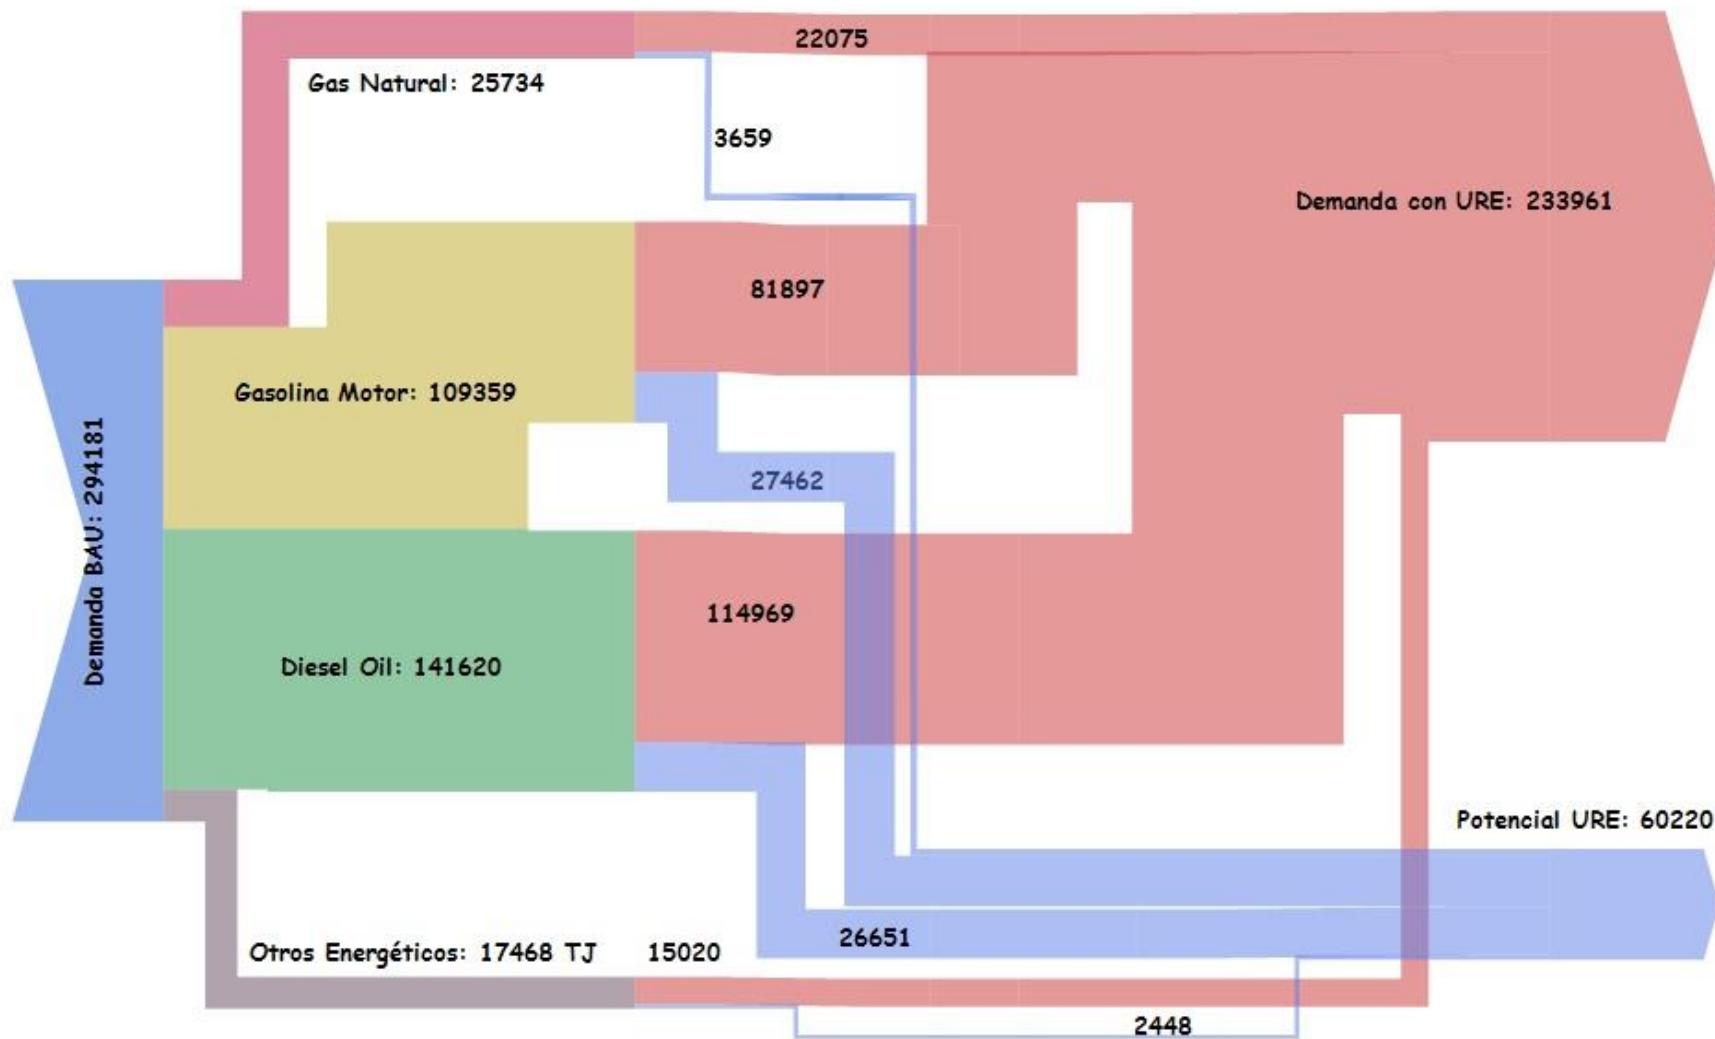 22075
Gas Natural: 25734
3659
Demanda con URE: 233961
81897
Gasolina Motor: 109359
Demanda BAU: 294181
27462
114969
Diesel Oil: 141620
Potencial URE: 60220
26651
Otros Energéticos: 17468 TJ
15020
2448